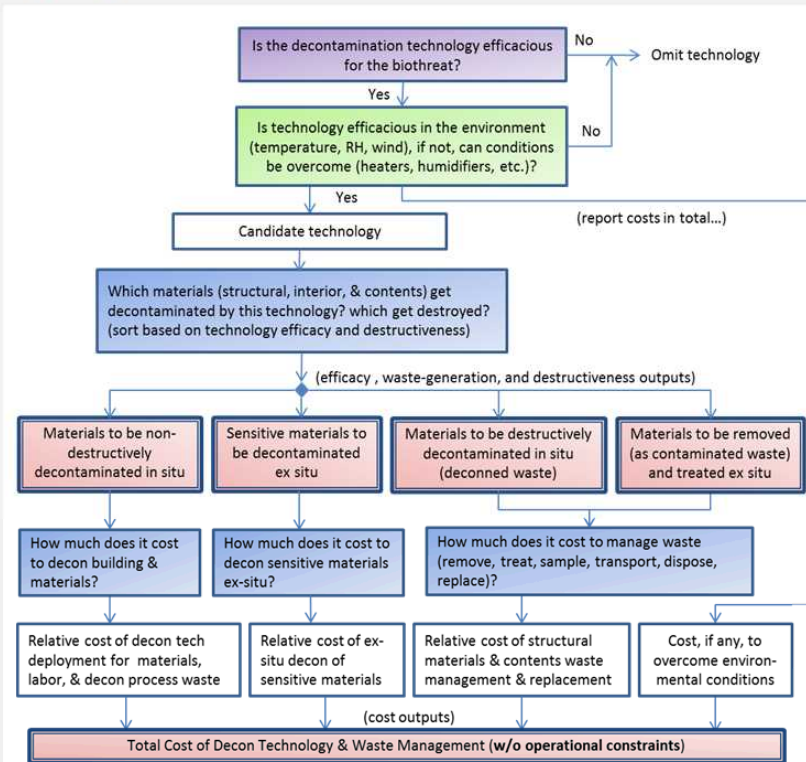 Is the decontamination technology efficacious
for the biothreat?
No
Omit technology
Yes
Is technology efficacious in the environment
(temperature, RH, wind), if not, can conditions
be overcome (heaters, humidifiers, etc.)?
No
Yes
(report costs in total...)
Candidate technology
Which materials (structural, interior, & contents) get
decontaminated by this technology? which get destroyed?
(sort based on technology efficacy and destructiveness)
(efficacy , waste-generation, and destructiveness outputs)
Materials to be non-
destructively
decontaminated in situ
Sensitive materials to
be decontaminated
ex situ
Materials to be destructively
decontaminated in situ
(deconned waste)
Materials to be removed
(as contaminated waste)
and treated ex situ
How much does it cost
to decon building &
materials?
How much does it cost to
decon sensitive materials
ex-situ?
How much does it cost to manage waste
(remove, treat, sample, transport, dispose,
replace)?
Relative cost of decon tech
deployment for materials,
labor, & decon process waste
Relative cost of ex-
situ decon of
sensitive materials
Relative cost of structural
materials & contents waste
management & replacement
Cost, if any, to
overcome environ-
mental conditions
(cost outputs)
Total Cost of Decon Technology & Waste Management (w/o operational constraints)